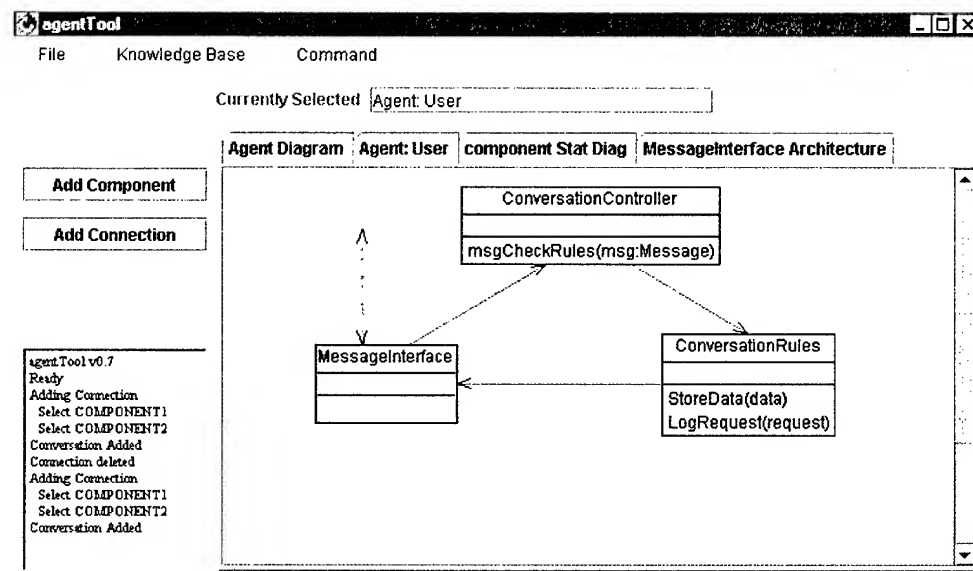 agentTool
File Knowledge Base Command
Currently Selected Agent: User
Agent Diagram Agent: User component Stat Diag MessageInterface Architecture
Add Component
Add Connection
ConversationController
msgCheckRules(msg:Message)
MessageInterface
ConversationRules
StoreData(data)
LogRequest(request)
agentTool v0.7
Ready
Adding Connection
Select COMPONENT1
Select COMPONENT2
Conversation Added
Connection deleted
Adding Connection
Select COMPONENT1
Select COMPONENT2
Conversation Added